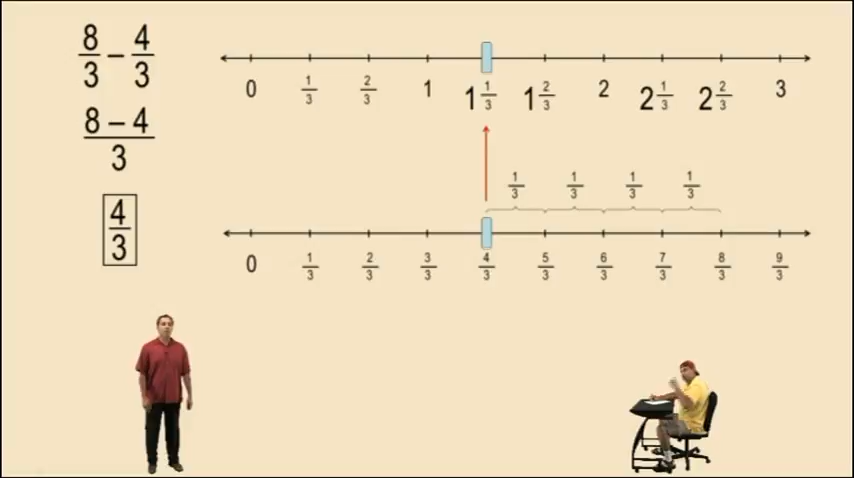 8/3 − 4/3
(8 − 4)/3
4/3
0 1/3 2/3 1 1 1/3 1 2/3 2 2 1/3 2 2/3 3
1/3 1/3 1/3 1/3
0 1/3 2/3 3/3 4/3 5/3 6/3 7/3 8/3 9/3